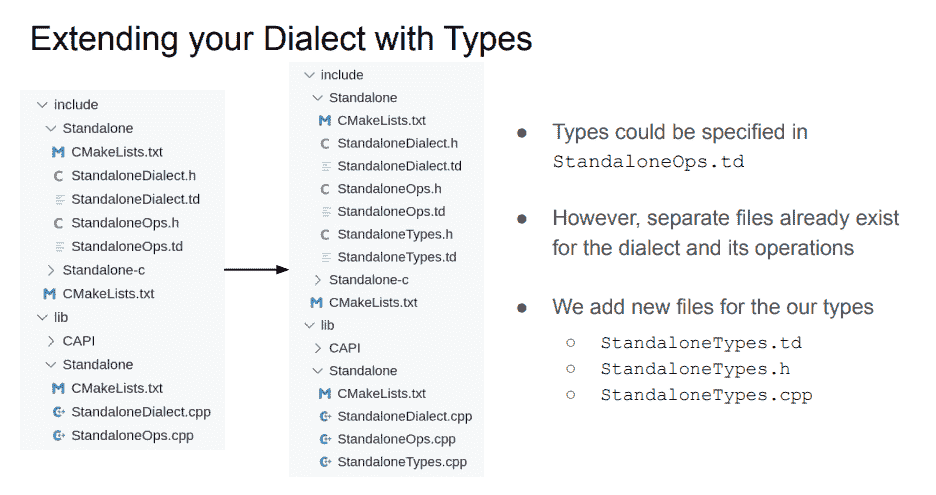 Extending your Dialect with Types
include
Standalone
CMakeLists.txt
StandaloneDialect.h
StandaloneDialect.td
StandaloneOps.h
StandaloneOps.td
Standalone-c
CMakeLists.txt
lib
CAPI
Standalone
CMakeLists.txt
StandaloneDialect.cpp
StandaloneOps.cpp
include
Standalone
CMakeLists.txt
StandaloneDialect.h
StandaloneDialect.td
StandaloneOps.h
StandaloneOps.td
StandaloneTypes.h
StandaloneTypes.td
Standalone-c
CMakeLists.txt
lib
CAPI
Standalone
CMakeLists.txt
StandaloneDialect.cpp
StandaloneOps.cpp
StandaloneTypes.cpp
● Types could be specified in
StandaloneOps.td
● However, separate files already exist
for the dialect and its operations
● We add new files for the our types
○ StandaloneTypes.td
○ StandaloneTypes.h
○ StandaloneTypes.cpp